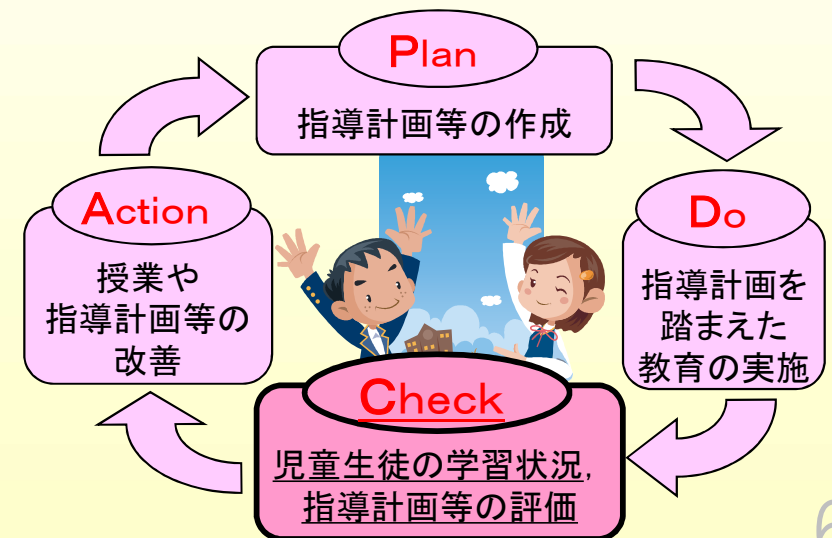 Plan
指導計画等の作成
Do
指導計画を
踏まえた
教育の実施
Check
児童生徒の学習状況,
指導計画等の評価
Action
授業や
指導計画等の
改善
6